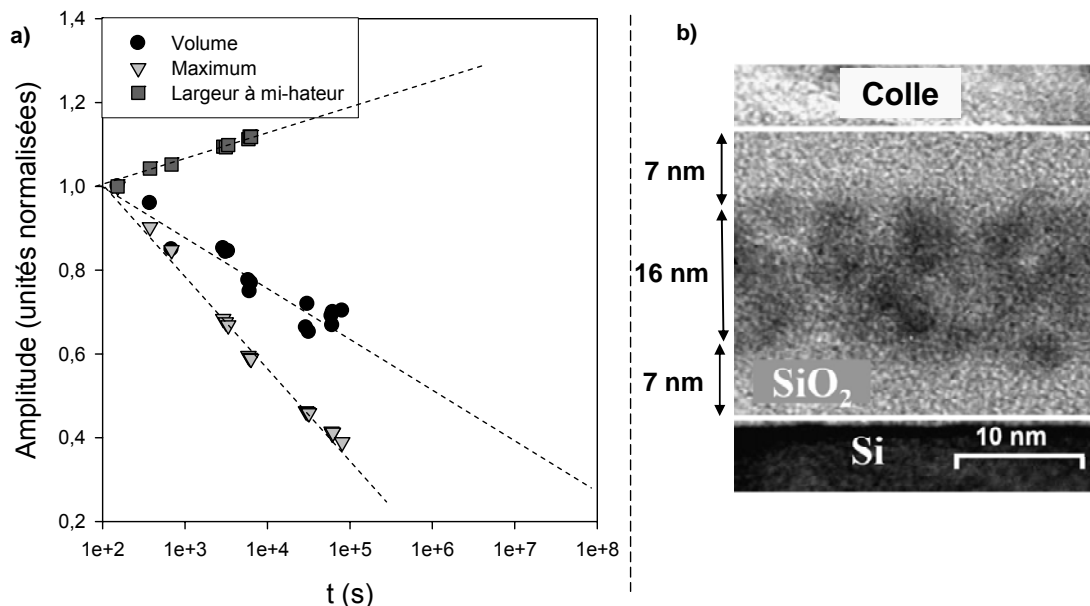 a)
1,4
1,2
1,0
0,8
0,6
0,4
0,2
Amplitude (unités normalisées)
Volume
Maximum
Largeur à mi-hateur
1e+2 1e+3 1e+4 1e+5 1e+6 1e+7 1e+8
t (s)
b)
Colle
7 nm
16 nm
7 nm
SiO₂
Si
10 nm